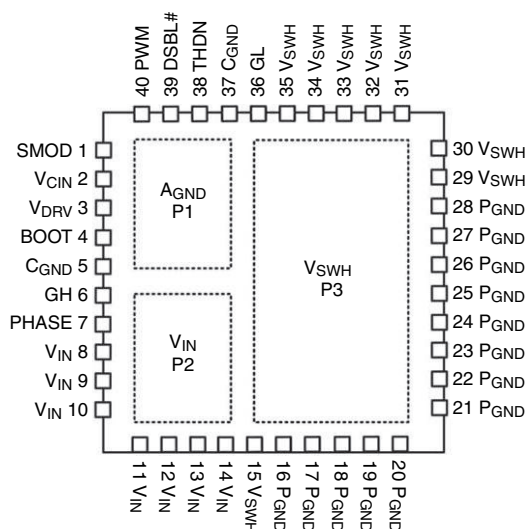 40 PWM
39 DSBL#
38 THDN
37 CGND
36 GL
35 VSWH
34 VSWH
33 VSWH
32 VSWH
31 VSWH
SMOD 1
VCIN 2
VDRV 3
BOOT 4
CGND 5
GH 6
PHASE 7
VIN 8
VIN 9
VIN 10
AGND
P1
VIN
P2
VSWH
P3
30 VSWH
29 VSWH
28 PGND
27 PGND
26 PGND
25 PGND
24 PGND
23 PGND
22 PGND
21 PGND
11 VIN
12 VIN
13 VIN
14 VIN
15 VSWH
16 PGND
17 PGND
18 PGND
19 PGND
20 PGND